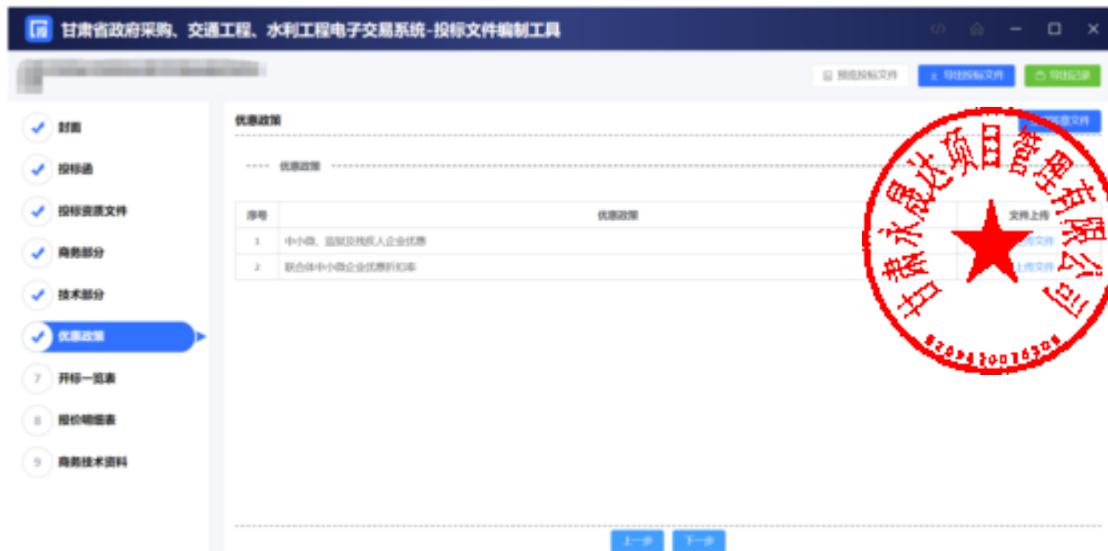 甘肃省政府采购、交通工程、水利工程电子交易系统-投标文件编制工具
预览投标文件
导出投标文件
导出记录
封面
投标函
投标资质文件
商务部分
技术部分
优惠政策
7 开标一览表
8 报价明细表
9 商务技术资料
优惠政策
优惠政策
序号 优惠政策 文件上传
1 中小微、监狱及残疾人企业优惠 上传文件
2 联合体中小微企业优惠折扣率 上传文件
上一步 下一步
甘肃永晟达项目管理有限公司